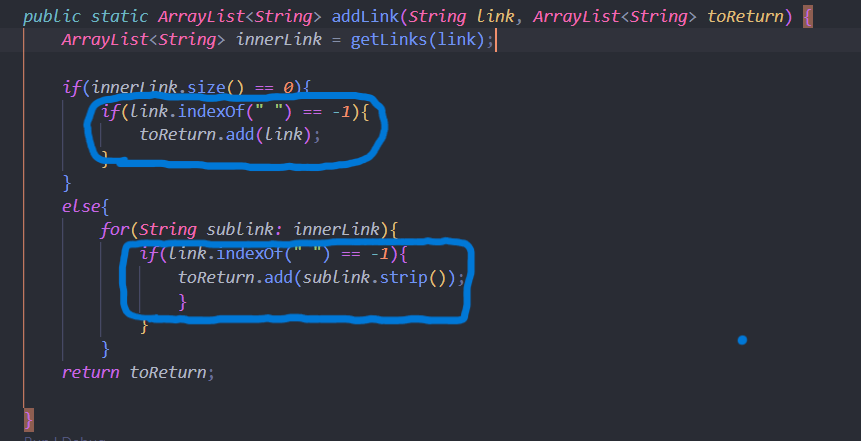 public static ArrayList<String> addLink(String link, ArrayList<String> toReturn) {
ArrayList<String> innerLink = getLinks(link);
if(innerLink.size() == 0){
if(link.indexOf(" ") == -1){
toReturn.add(link);
}
}
else{
for(String sublink: innerLink){
if(link.indexOf(" ") == -1){
toReturn.add(sublink.strip());
}
}
}
return toReturn;
}
Run | Debug